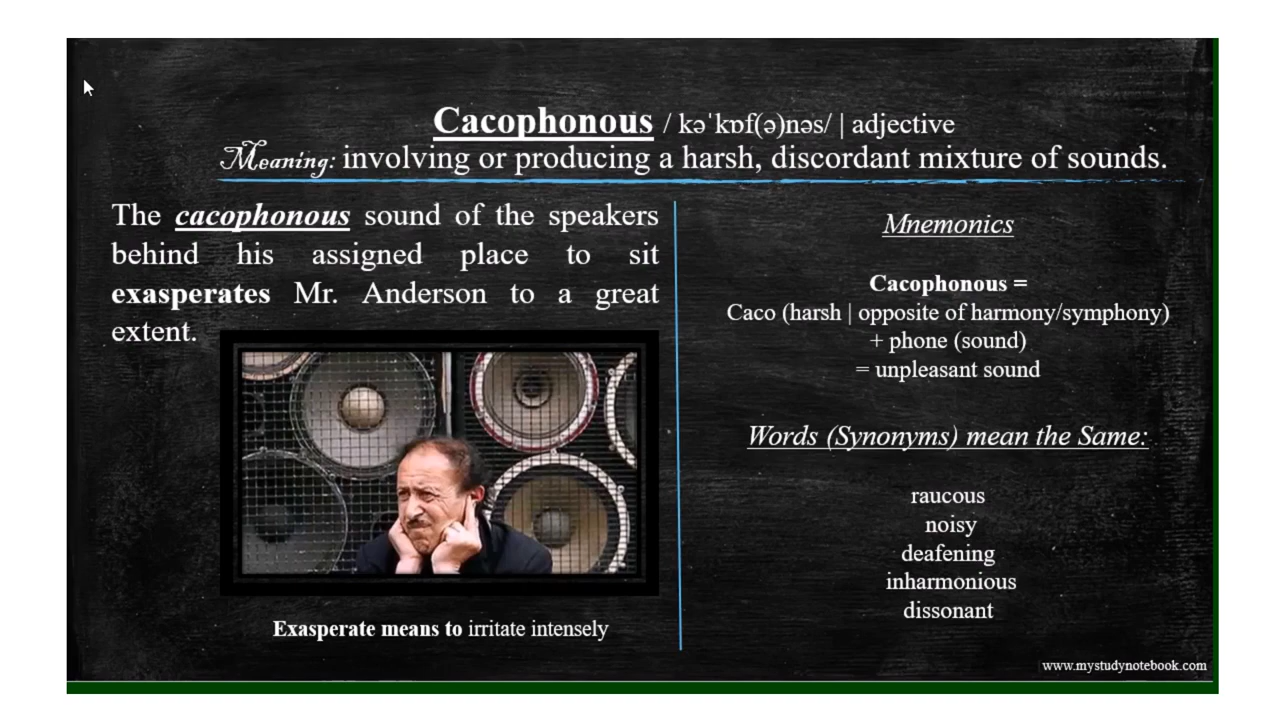 Cacophonous / kəˈkɒf(ə)nəs/ | adjective
Meaning: involving or producing a harsh, discordant mixture of sounds.
The cacophonous sound of the speakers
behind his assigned place to sit
exasperates Mr. Anderson to a great
extent.
Exasperate means to irritate intensely
Mnemonics
Cacophonous =
Caco (harsh | opposite of harmony/symphony)
+ phone (sound)
= unpleasant sound
Words (Synonyms) mean the Same:
raucous
noisy
deafening
inharmonious
dissonant
www.mystudynotebook.com